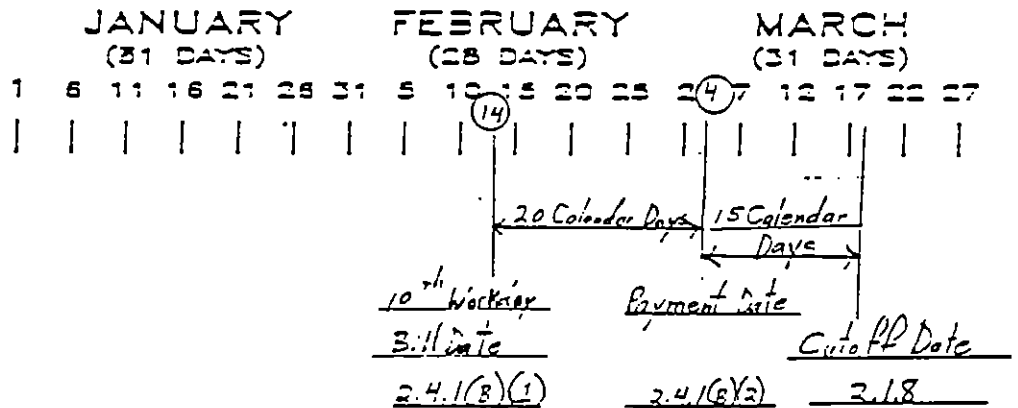 JANUARY FEBRUARY MARCH
(31 DAYS) (28 DAYS) (31 DAYS)
1 6 11 16 21 26 31 5 10 15 20 25 2 7 12 17 22 27
14 4
20 Calendar Days 15 Calendar
Days
10th Workday Payment Date
Bill Date Cutoff Date
2.4.1(B)(1) 2.4.1(B)(2) 2.1.8